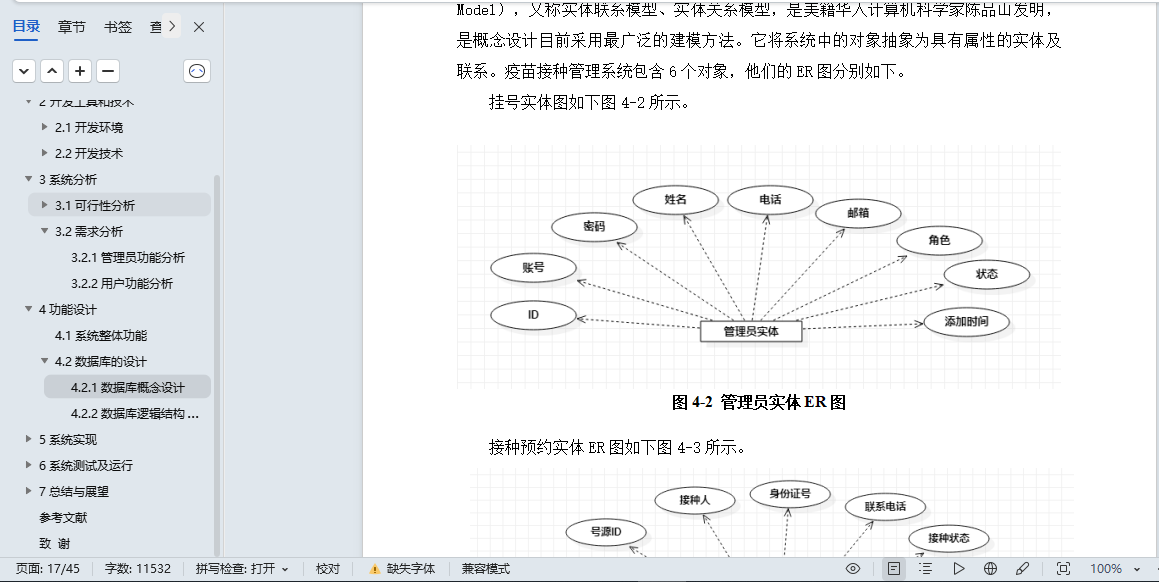 目录 章节 书签 查
2 开发工具和技术
2.1 开发环境
2.2 开发技术
3 系统分析
3.1 可行性分析
3.2 需求分析
3.2.1 管理员功能分析
3.2.2 用户功能分析
4 功能设计
4.1 系统整体功能
4.2 数据库的设计
4.2.1 数据库概念设计
4.2.2 数据库逻辑结构 ...
5 系统实现
6 系统测试及运行
7 总结与展望
参考文献
致 谢
Model），又称实体联系模型、实体关系模型，是美籍华人计算机科学家陈品山发明，
是概念设计目前采用最广泛的建模方法。它将系统中的对象抽象为具有属性的实体及
联系。疫苗接种管理系统包含 6 个对象，他们的 ER 图分别如下。
挂号实体图如下图 4-2 所示。
姓名
电话
邮箱
密码
角色
账号
状态
ID
添加时间
管理员实体
图 4-2 管理员实体 ER 图
接种预约实体 ER 图如下图 4-3 所示。
身份证号
接种人
联系电话
号源ID
接种状态
页面: 17/45 字数: 11532 拼写检查: 打开 校对 缺失字体 兼容模式 100%